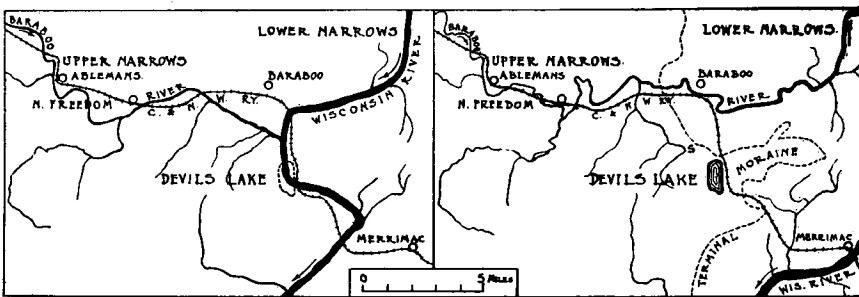 BARABOO
UPPER NARROWS
ABLEMANS.
N. FREEDOM
RIVER
C. & N. W. RY.
BARABOO
LOWER NARROWS
WISCONSIN RIVER
DEVILS LAKE
MERRIMAC
0 5 MILES
BARABOO
UPPER NARROWS.
ABLEMANS
N. FREEDOM
C. & N. W. RY.
BARABOO
RIVER
LOWER NARROWS.
S
MORAINE
DEVILS LAKE
TERMINAL
MERRIMAC
WIS. RIVER